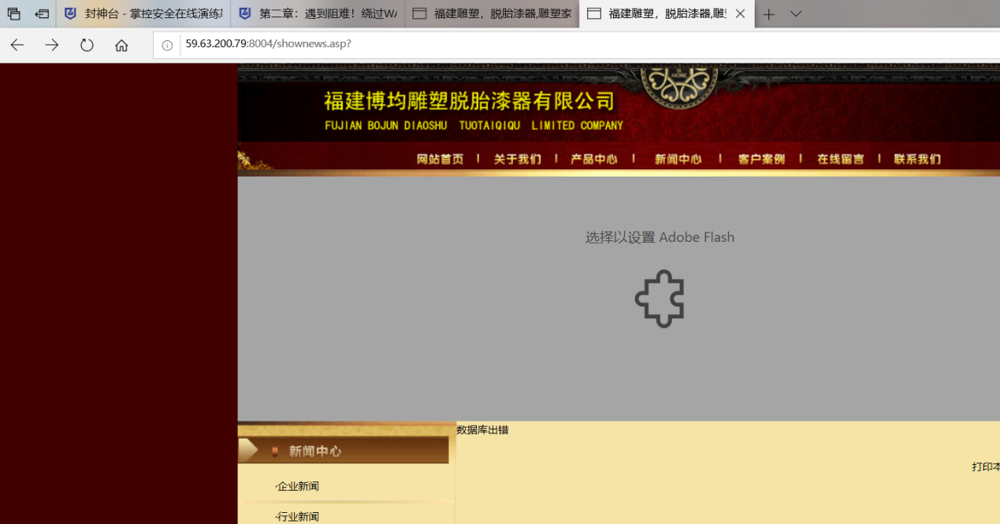 封神台 - 掌控安全在线演练
第二章：遇到阻难！绕过WA
福建雕塑，脱胎漆器,雕塑家
福建雕塑，脱胎漆器,雕
59.63.200.79:8004/shownews.asp?
福建博均雕塑脱胎漆器有限公司
FUJIAN BOJUN DIAOSHU TUOTAIQIQU LIMITED COMPANY
网站首页 | 关于我们 | 产品中心 | 新闻中心 | 客户案例 | 在线留言 | 联系我们
选择以设置 Adobe Flash
数据库出错
新闻中心
打印本
·企业新闻
·行业新闻